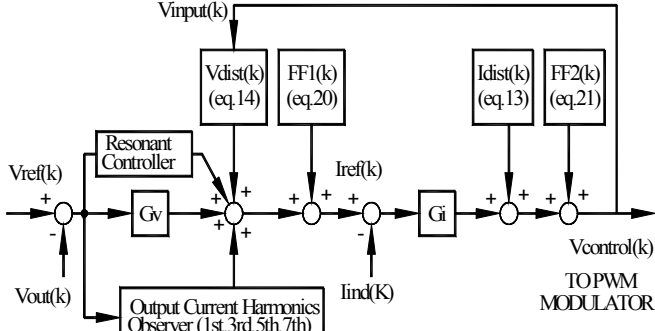 Vinput(k)
Vdist(k)
(eq.14)
FF1(k)
(eq.20)
Idist(k)
(eq.13)
FF2(k)
(eq.21)
Resonant
Controller
Vref(k)
Iref(k)
+
+
+
+
+
+
+
+
+
+
+
+
Gv
Gi
-
-
Vcontrol(k)
Vout(k)
Iind(K)
Output Current Harmonics
Observer (1st,3rd,5th,7th)
TO PWM
MODULATOR